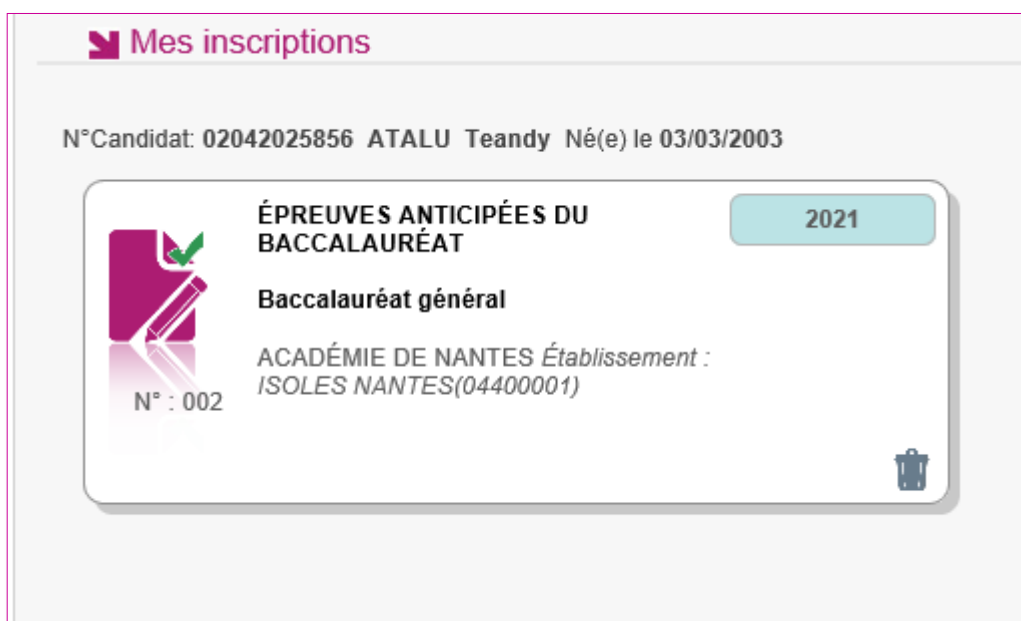 Mes inscriptions
N°Candidat: 02042025856 ATALU Teandy Né(e) le 03/03/2003
ÉPREUVES ANTICIPÉES DU
BACCALAURÉAT
2021
Baccalauréat général
ACADÉMIE DE NANTES Établissement :
ISOLES NANTES(04400001)
N° : 002